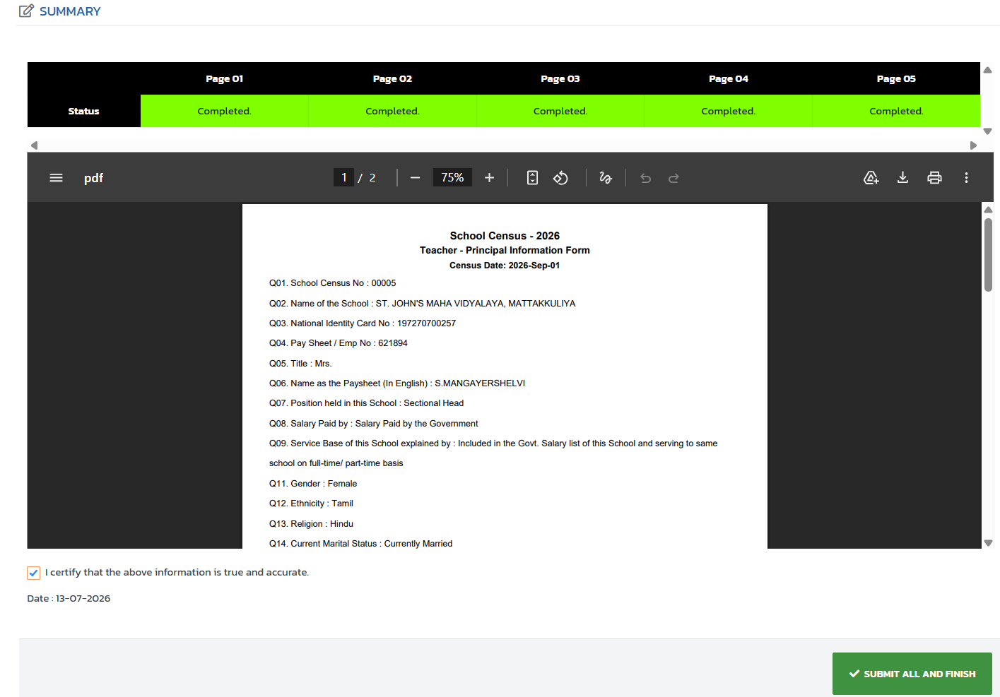 SUMMARY
Page 01 Page 02 Page 03 Page 04 Page 05
Status Completed. Completed. Completed. Completed. Completed.
pdf 1 / 2 75%
School Census - 2026
Teacher - Principal Information Form
Census Date: 2026-Sep-01
Q01. School Census No : 00005
Q02. Name of the School : ST. JOHN'S MAHA VIDYALAYA, MATTAKKULIYA
Q03. National Identity Card No : 197270700257
Q04. Pay Sheet / Emp No : 621894
Q05. Title : Mrs.
Q06. Name as the Paysheet (In English) : S.MANGAYERSHELVI
Q07. Position held in this School : Sectional Head
Q08. Salary Paid by : Salary Paid by the Government
Q09. Service Base of this School explained by : Included in the Govt. Salary list of this School and serving to same
school on full-time/ part-time basis
Q11. Gender : Female
Q12. Ethnicity : Tamil
Q13. Religion : Hindu
Q14. Current Marital Status : Currently Married
I certify that the above information is true and accurate.
Date : 13-07-2026
SUBMIT ALL AND FINISH